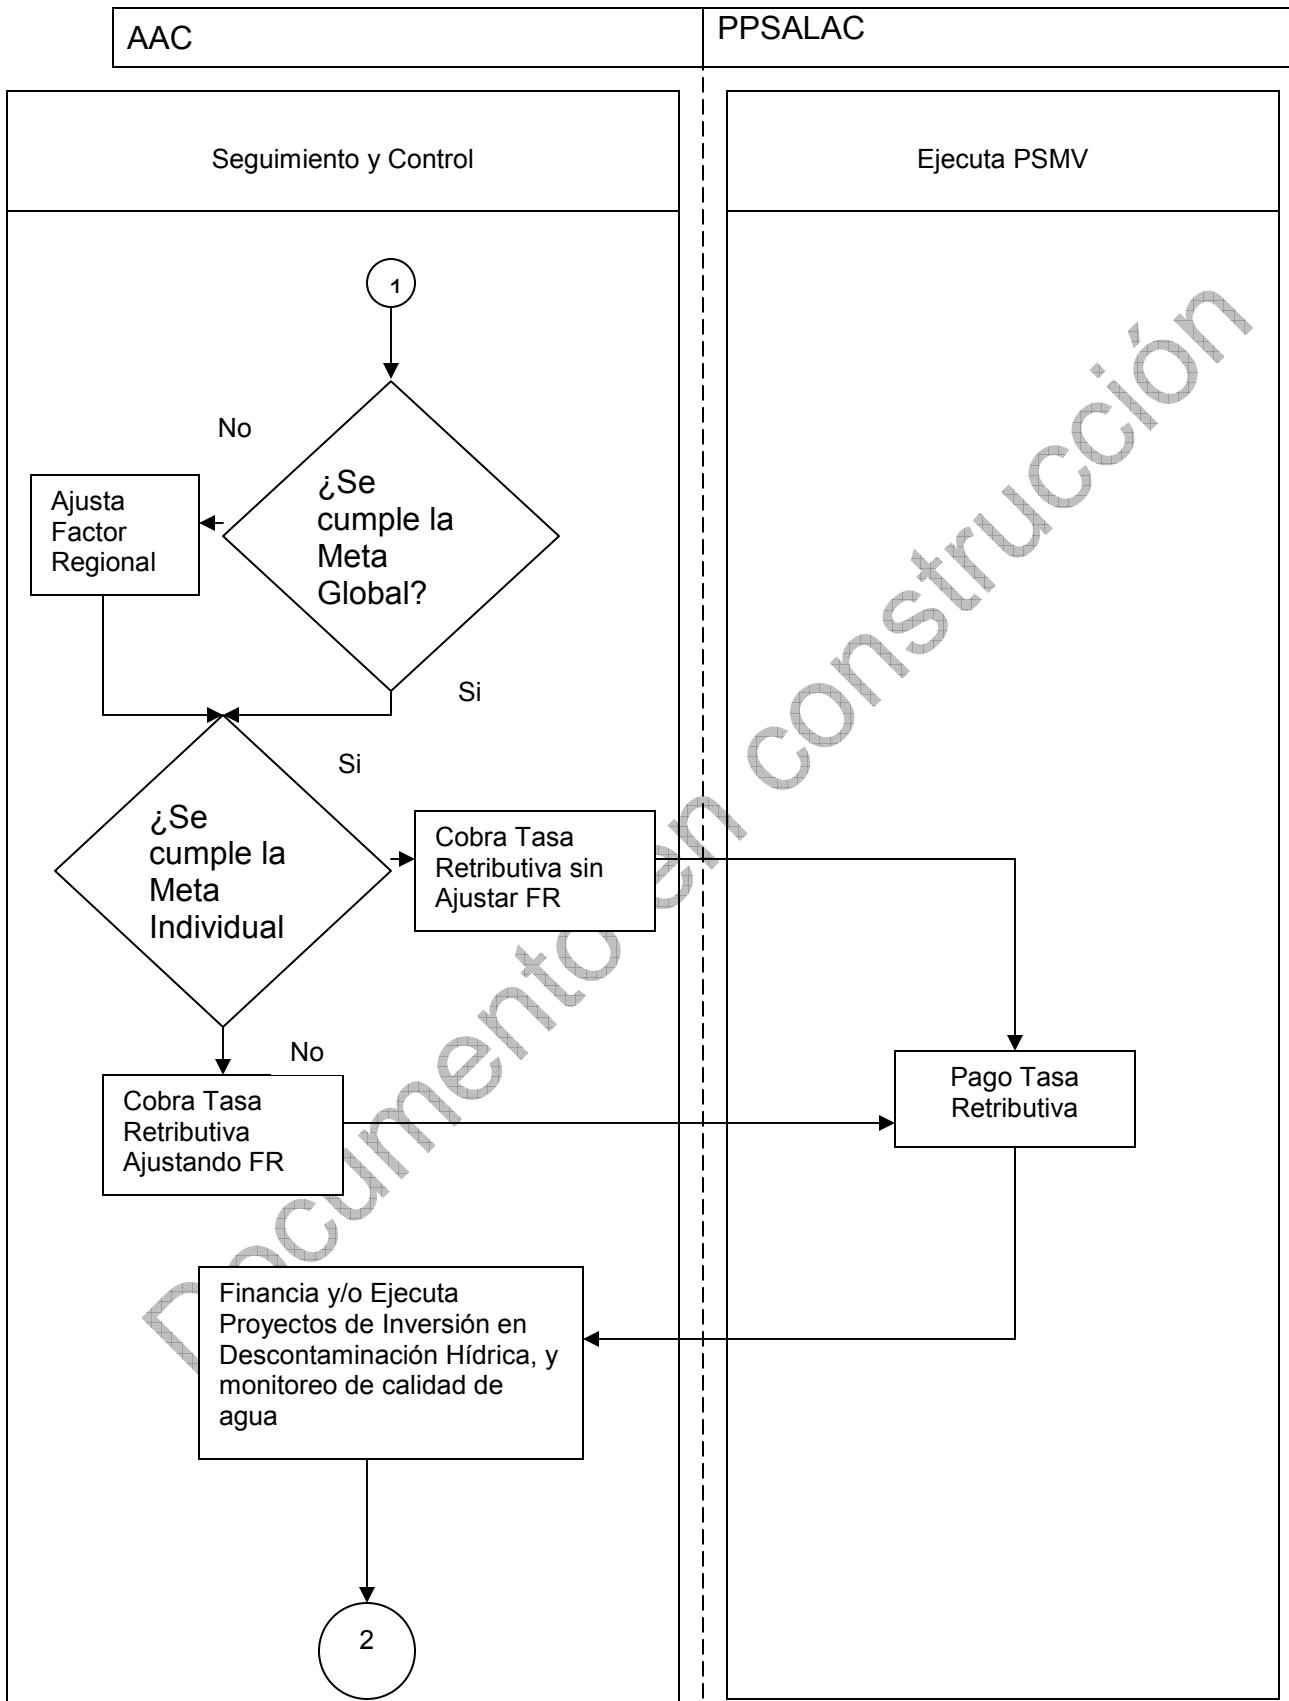 AAC
PPSALAC
Seguimiento y Control
Ejecuta PSMV
1
No
¿Se
cumple la
Meta
Global?
Ajusta
Factor
Regional
Si
Si
¿Se
cumple la
Meta
Individual
Cobra Tasa
Retributiva sin
Ajustar FR
No
Cobra Tasa
Retributiva
Ajustando FR
Pago Tasa
Retributiva
Financia y/o Ejecuta
Proyectos de Inversión en
Descontaminación Hídrica, y
monitoreo de calidad de
agua
2
Documento en construcción